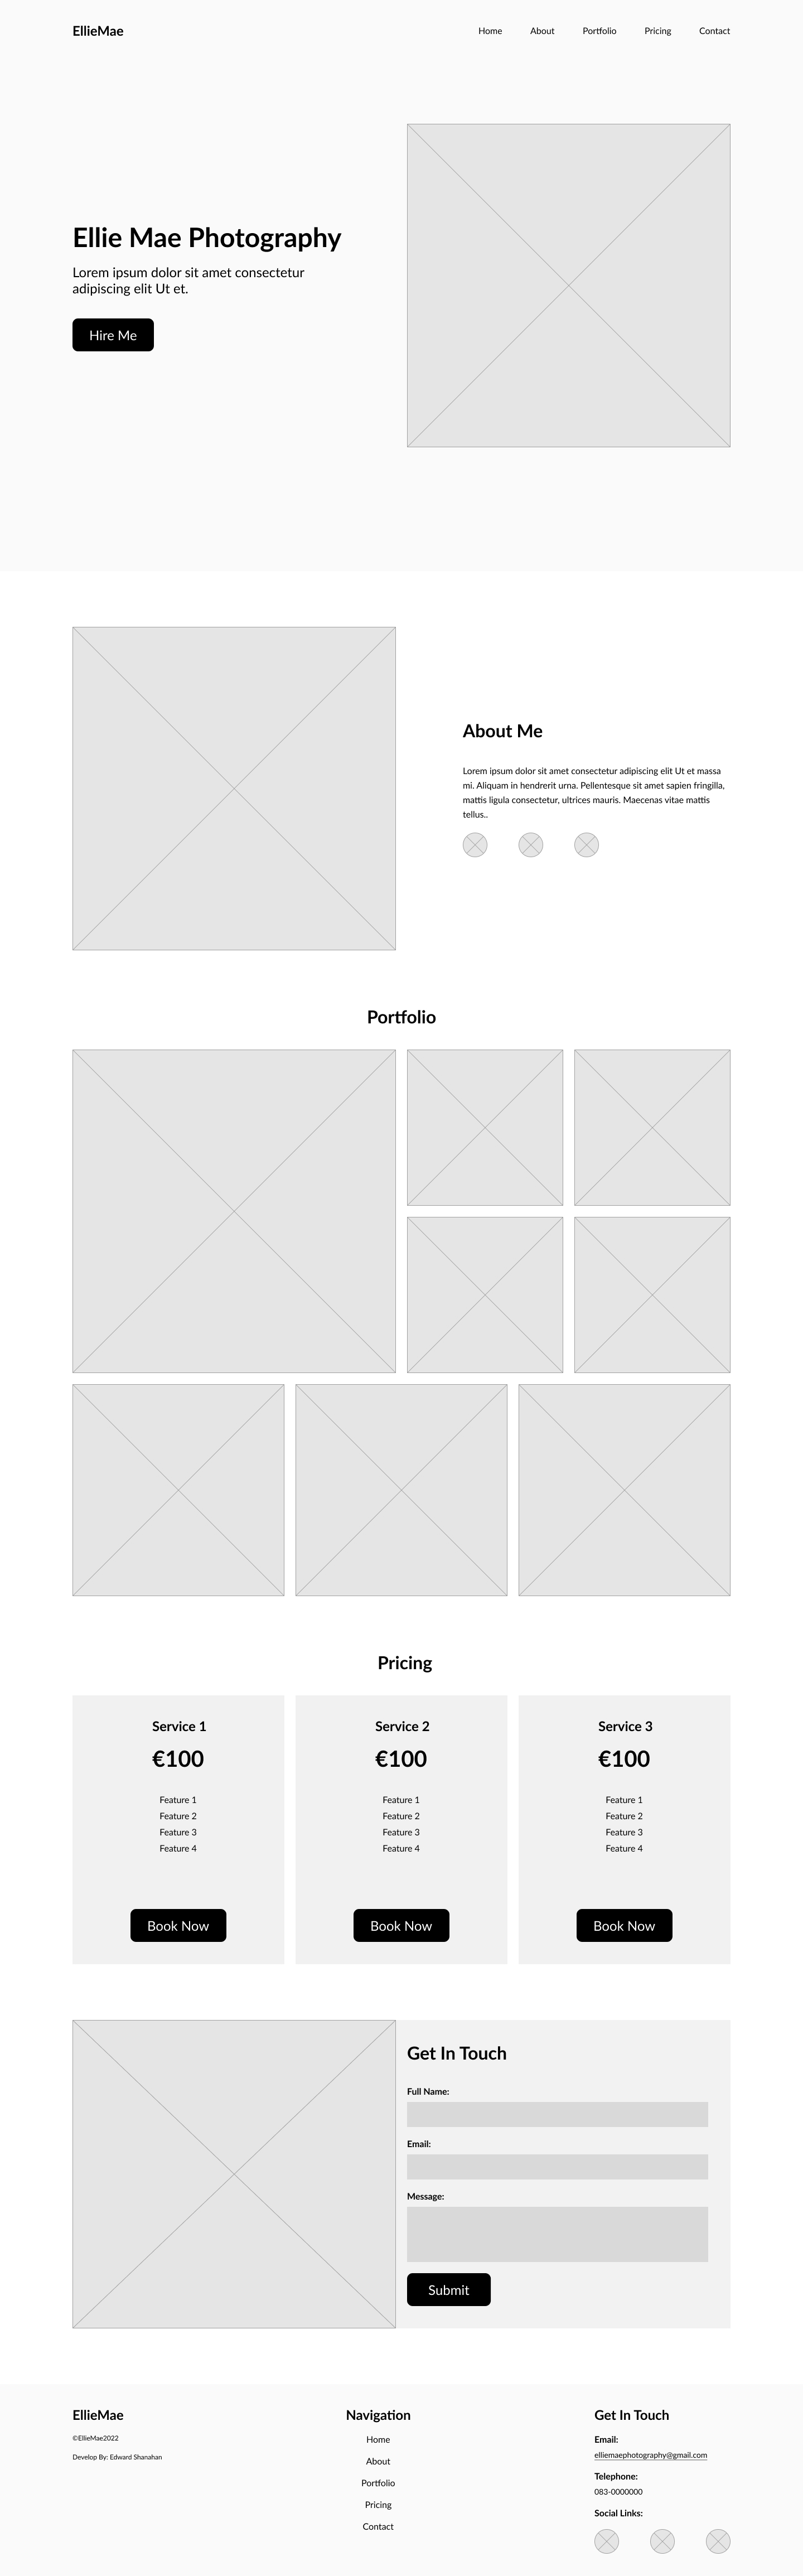 EllieMae
Home About Portfolio Pricing Contact
Ellie Mae Photography
Lorem ipsum dolor sit amet consectetur
adipiscing elit Ut et.
Hire Me
About Me
Lorem ipsum dolor sit amet consectetur adipiscing elit Ut et massa
mi. Aliquam in hendrerit urna. Pellentesque sit amet sapien fringilla,
mattis ligula consectetur, ultrices mauris. Maecenas vitae mattis
tellus..
Portfolio
Pricing
Service 1
€100
Feature 1
Feature 2
Feature 3
Feature 4
Book Now
Service 2
€100
Feature 1
Feature 2
Feature 3
Feature 4
Book Now
Service 3
€100
Feature 1
Feature 2
Feature 3
Feature 4
Book Now
Get In Touch
Full Name:
Email:
Message:
Submit
EllieMae
©EllieMae2022
Develop By: Edward Shanahan
Navigation
Home
About
Portfolio
Pricing
Contact
Get In Touch
Email:
elliemaephotography@gmail.com
Telephone:
083-0000000
Social Links: